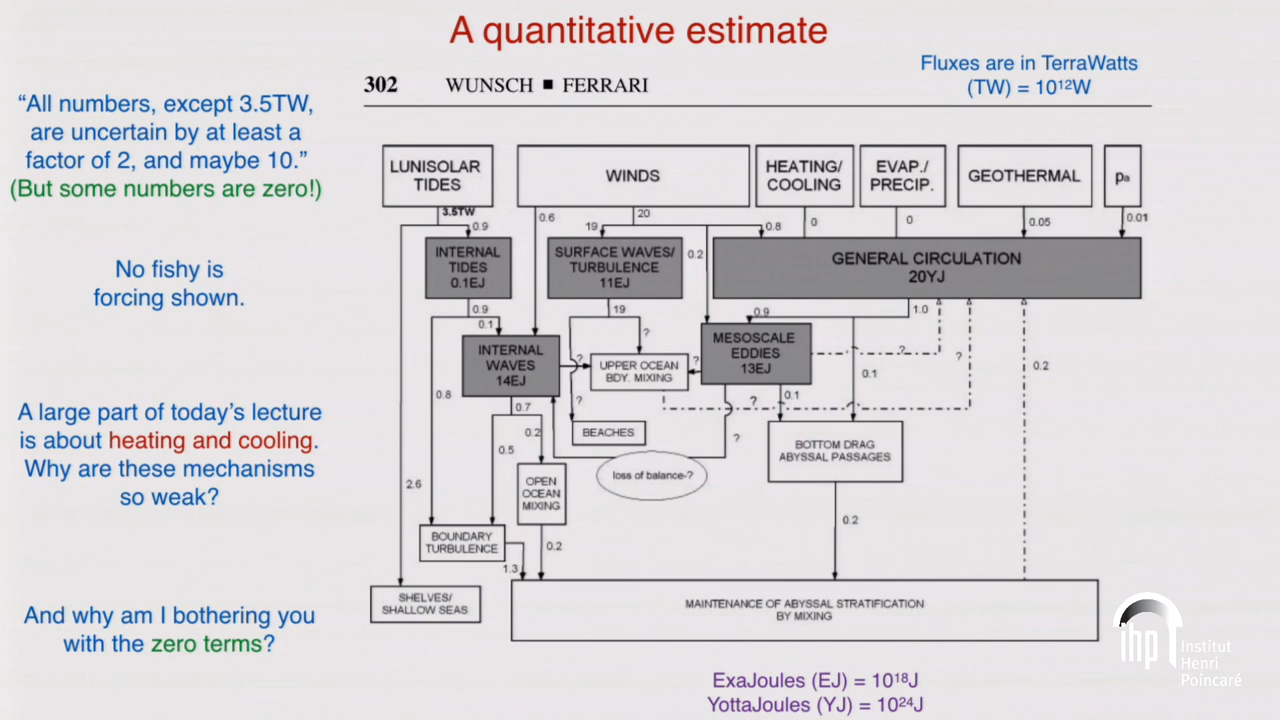 A quantitative estimate
Fluxes are in TerraWatts
(TW) = 10¹²W
302 WUNSCH ■ FERRARI
“All numbers, except 3.5TW,
are uncertain by at least a
factor of 2, and maybe 10.”
(But some numbers are zero!)
No fishy is
forcing shown.
A large part of today’s lecture
is about heating and cooling.
Why are these mechanisms
so weak?
And why am I bothering you
with the zero terms?
LUNISOLAR
TIDES
WINDS
HEATING/
COOLING
EVAP./
PRECIP.
GEOTHERMAL
pa
3.5TW
0.9
0.6
19
20
0.2
0.8
0
0
0.05
0.01
INTERNAL
TIDES
0.1EJ
SURFACE WAVES/
TURBULENCE
11EJ
GENERAL CIRCULATION
20YJ
0.9
0.1
19
?
0.9
1.0
INTERNAL
WAVES
14EJ
?
UPPER OCEAN
BDY. MIXING
?
MESOSCALE
EDDIES
13EJ
?
?
0.2
0.8
0.7
?
0.1
?
0.1
0.2
0.5
BEACHES
?
BOTTOM DRAG
ABYSSAL PASSAGES
loss of balance-?
2.6
OPEN
OCEAN
MIXING
0.2
BOUNDARY
TURBULENCE
0.2
1.3
SHELVES/
SHALLOW SEAS
MAINTENANCE OF ABYSSAL STRATIFICATION
BY MIXING
ihp Institut
Henri
Poincaré
ExaJoules (EJ) = 10¹⁸J
YottaJoules (YJ) = 10²⁴J